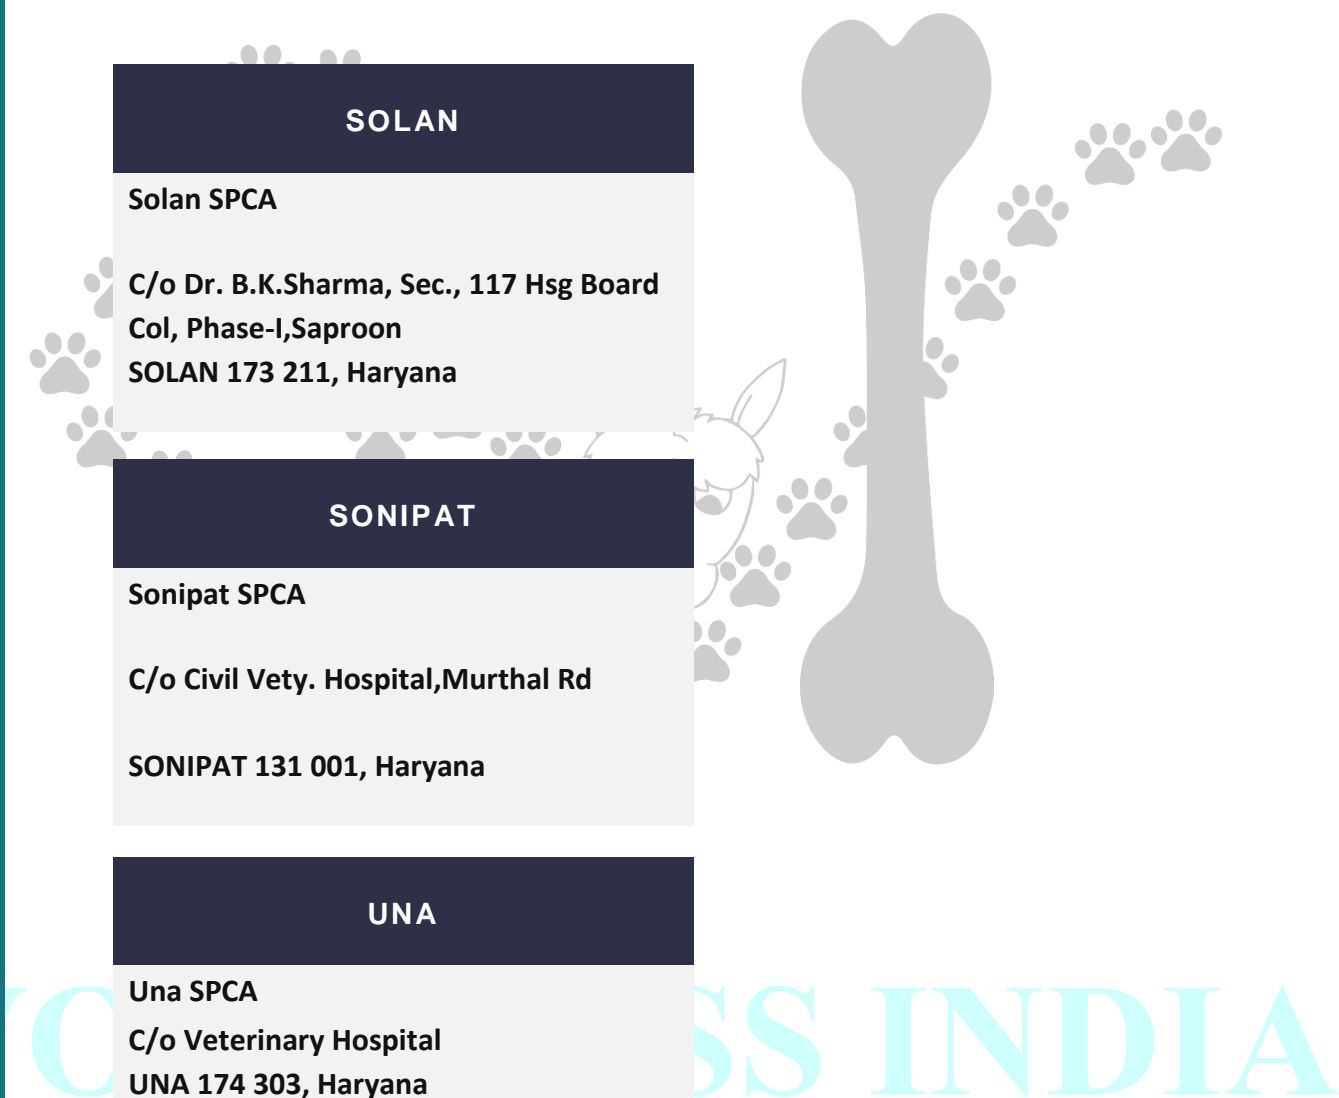 SOLAN
Solan SPCA
C/o Dr. B.K.Sharma, Sec., 117 Hsg Board
Col, Phase-I,Saproon
SOLAN 173 211, Haryana
SONIPAT
Sonipat SPCA
C/o Civil Vety. Hospital,Murthal Rd
SONIPAT 131 001, Haryana
UNA
Una SPCA
C/o Veterinary Hospital
UNA 174 303, Haryana
INDIA